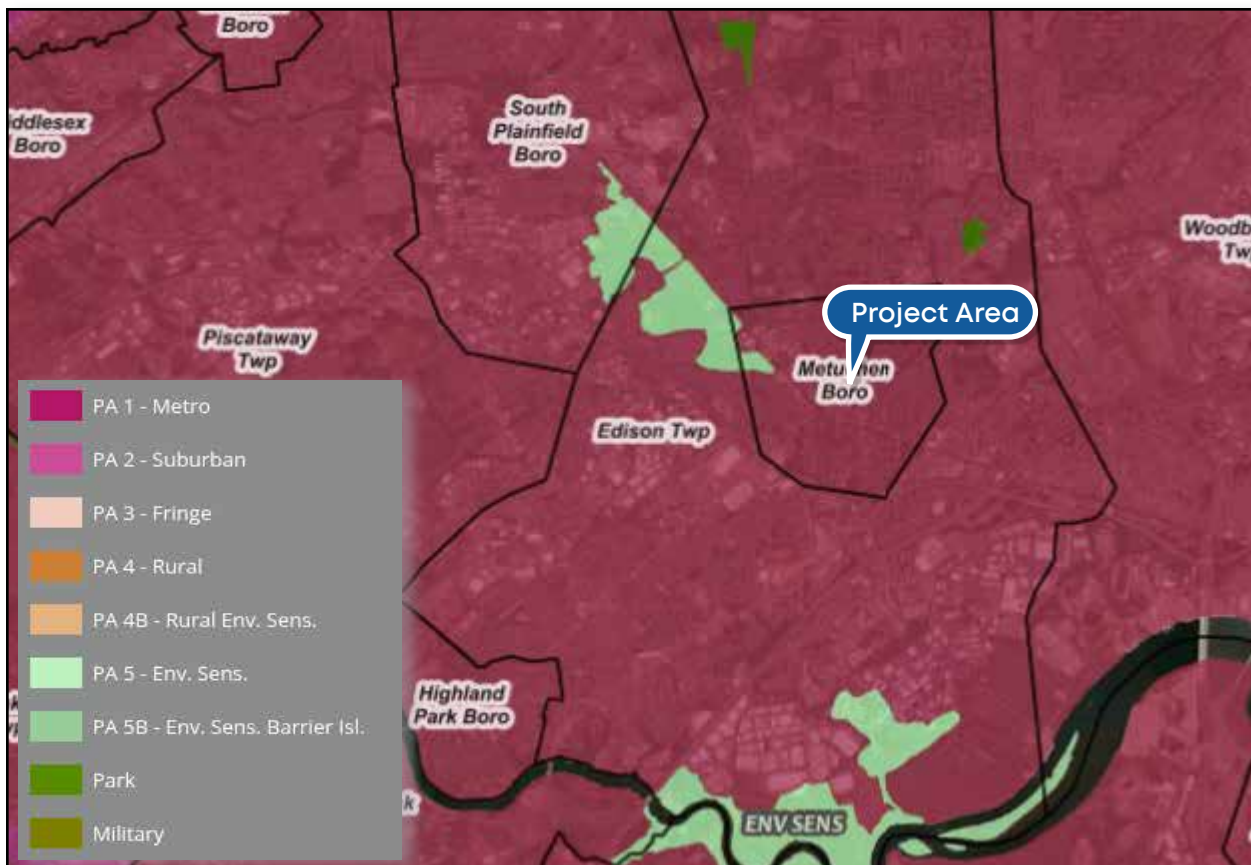 Boro
South
Plainfield
Boro
iddlesex
Boro
Woodb
Twp
Project Area
Metuchen
Boro
Piscataway
Twp
Edison Twp
PA 1 - Metro
PA 2 - Suburban
PA 3 - Fringe
PA 4 - Rural
PA 4B - Rural Env. Sens.
PA 5 - Env. Sens.
PA 5B - Env. Sens. Barrier Isl.
Park
Military
Highland
Park Boro
k
ENV SENS